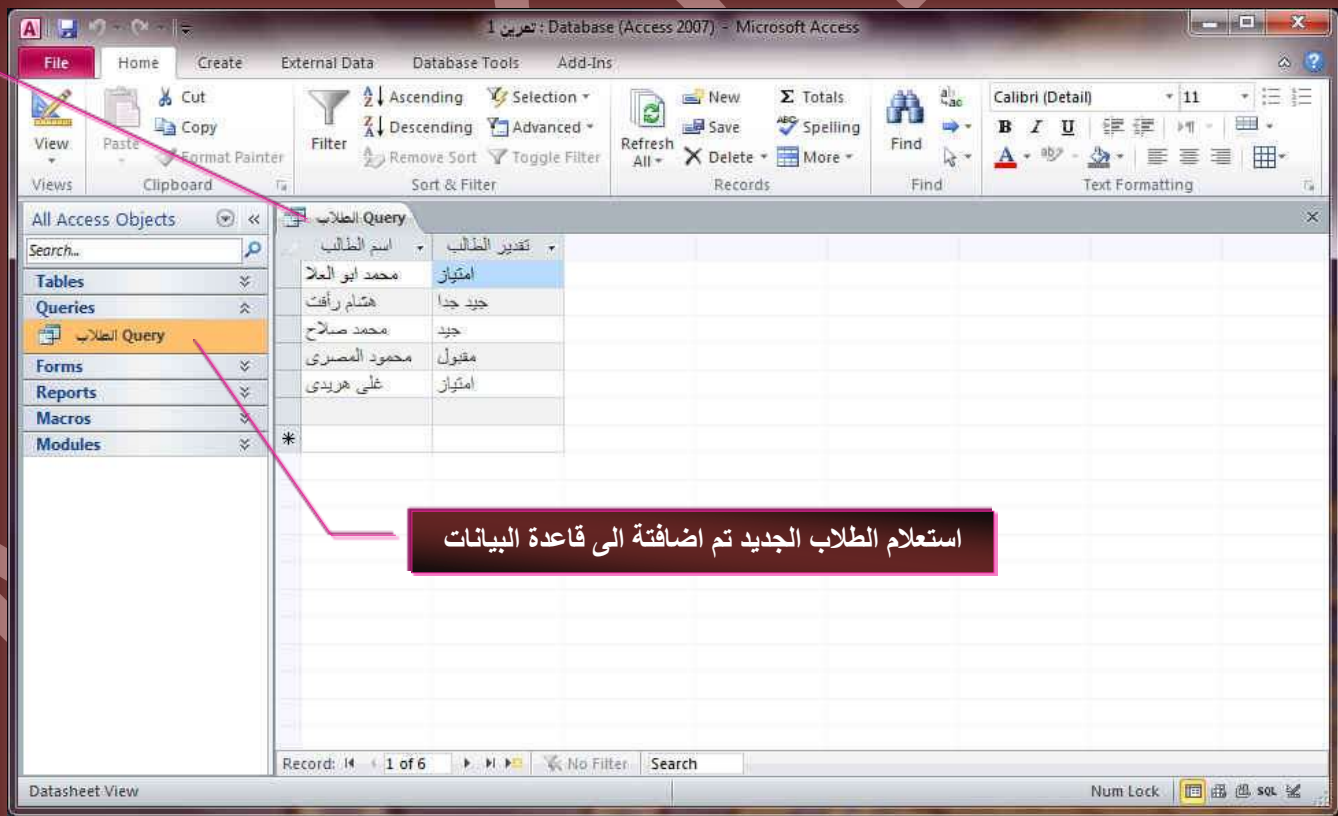 تمرين 1 : Database (Access 2007) - Microsoft Access
File Home Create External Data Database Tools Add-Ins
View
Paste
Cut
Copy
Format Painter
Filter
Ascending
Descending
Remove Sort
Selection
Advanced
Toggle Filter
Refresh All
New
Save
Delete
Σ Totals
Spelling
More
Find
Calibri (Detail) 11
B I U
A
Views Clipboard Sort & Filter Records Find Text Formatting
All Access Objects
Search...
Tables
Queries
الطلاب Query
Forms
Reports
Macros
Modules
الطلاب Query
اسم الطالب تقدير الطالب
محمد ابو العلا امتياز
هشام رأفت جيد جدا
محمد صلاح جيد
محمود المصرى مقبول
غلى هريدى امتياز
استعلام الطلاب الجديد تم اضافتة الى قاعدة البيانات
Record: 1 of 6 No Filter Search
Datasheet View Num Lock SQL